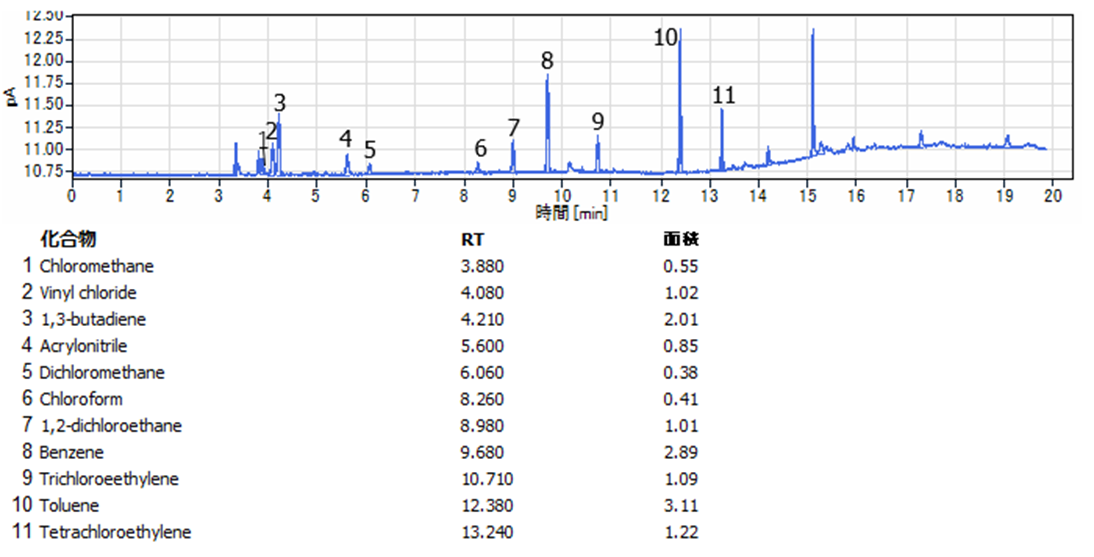 12.50
12.25
12.00
11.75
11.50
11.25
11.00
10.75
pA
1
2
3
4
5
6
7
8
9
10
11
0 1 2 3 4 5 6 7 8 9 10 11 12 13 14 15 16 17 18 19 20
時間 [min]
化合物 RT 面積
1 Chloromethane 3.880 0.55
2 Vinyl chloride 4.080 1.02
3 1,3-butadiene 4.210 2.01
4 Acrylonitrile 5.600 0.85
5 Dichloromethane 6.060 0.38
6 Chloroform 8.260 0.41
7 1,2-dichloroethane 8.980 1.01
8 Benzene 9.680 2.89
9 Trichloroeethylene 10.710 1.09
10 Toluene 12.380 3.11
11 Tetrachloroethylene 13.240 1.22